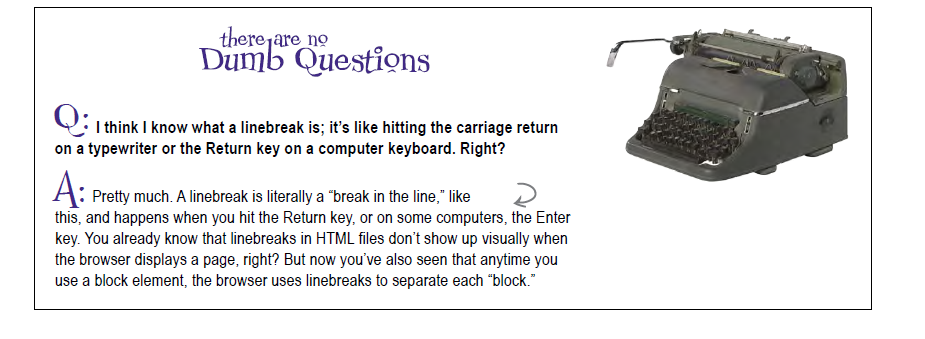 there are no
Dumb Questions
Q: I think I know what a linebreak is; it’s like hitting the carriage return
on a typewriter or the Return key on a computer keyboard. Right?
A: Pretty much. A linebreak is literally a “break in the line,” like
this, and happens when you hit the Return key, or on some computers, the Enter
key. You already know that linebreaks in HTML files don’t show up visually when
the browser displays a page, right? But now you’ve also seen that anytime you
use a block element, the browser uses linebreaks to separate each “block.”